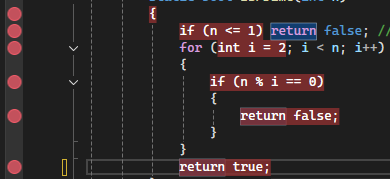 {
if (n <= 1) return false; //
for (int i = 2; i < n; i++)
{
if (n % i == 0)
{
return false;
}
}
return true;